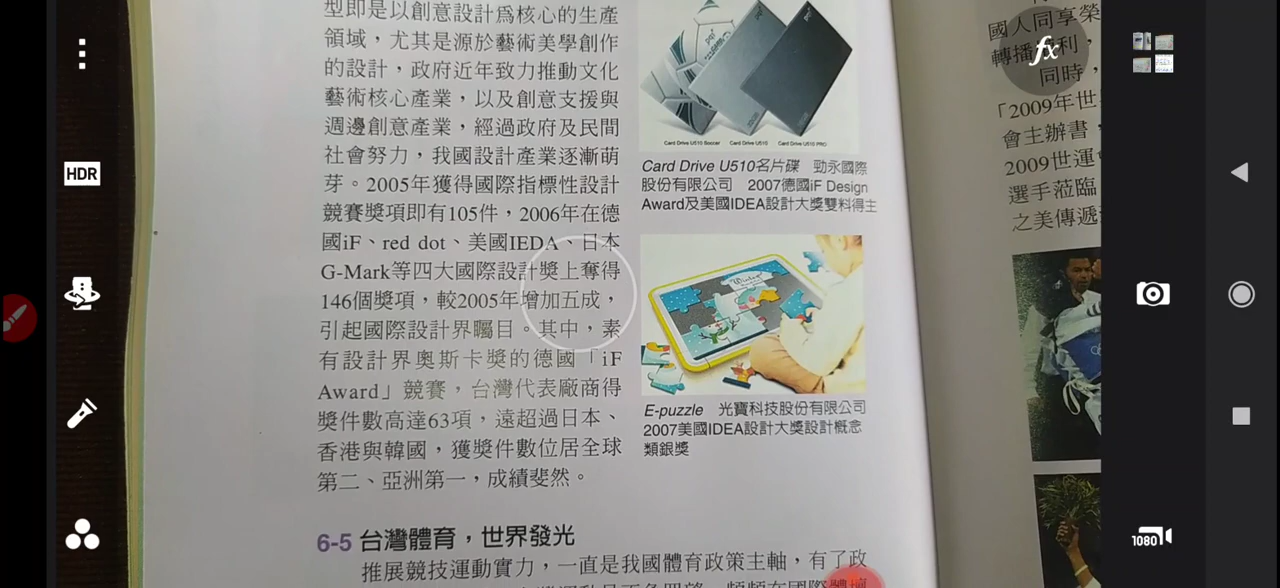 型即是以創意設計為核心的生產
領域，尤其是源於藝術美學創作
的設計，政府近年致力推動文化
藝術核心產業，以及創意支援與
週邊創意產業，經過政府及民間
社會努力，我國設計產業逐漸萌
芽。2005年獲得國際指標性設計
競賽獎項即有105件，2006年在德
國iF、red dot、美國IEDA、日本
G-Mark等四大國際設計獎上奪得
146個獎項，較2005年增加五成，
引起國際設計界矚目。其中，素
有設計界奧斯卡獎的德國「iF
Award」競賽，台灣代表廠商得
獎件數高達63項，遠超過日本、
香港與韓國，獲獎件數位居全球
第二、亞洲第一，成績斐然。
6-5 台灣體育，世界發光
推展競技運動實力，一直是我國體育政策主軸，有了政
Card Drive U510 Soccer Card Drive U510 Card Drive U510 PRO
Card Drive U510名片碟 勁永國際
股份有限公司 2007德國iF Design
Award及美國IDEA設計大獎雙料得主
E-puzzle 光寶科技股份有限公司
2007美國IDEA設計大獎設計概念
類銀獎
國人同享榮
轉播 利，
同時，
「2009年世
會主辦書，
2009世運
選手蒞臨
之美傳遞
HDR
fx
1080